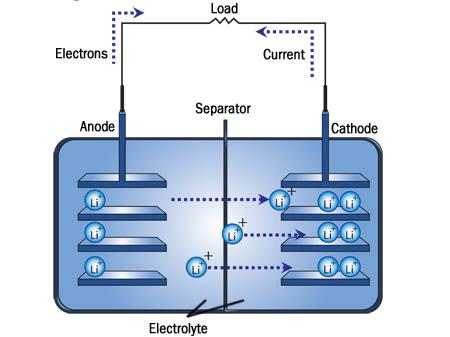 Load
Electrons
Current
Separator
Anode
Cathode
Li
+
Li
Li
Li
Li
Li
+
Li
Li
Li
Li
+
Li
Li
Electrolyte